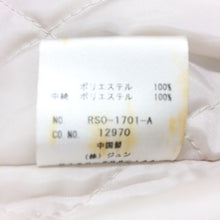 ポリエステル 100%
中綿 ポリエステル 100%
NO. RSO-1701-A
CO NO. 12970
中国製
(株)ジュン